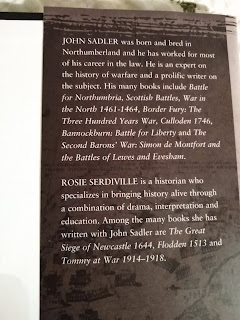 JOHN SADLER was born and bred in
Northumberland and he has worked for most
of his career in the law. He is an expert on
the history of warfare and a prolific writer on
the subject. His many books include Battle
for Northumbria, Scottish Battles, War in
the North 1461-1464, Border Fury: The
Three Hundred Years War, Culloden 1746,
Bannockburn: Battle for Liberty and The
Second Barons' War: Simon de Montfort and
the Battles of Lewes and Evesham.
ROSIE SERDIVILLE is a historian who
specializes in bringing history alive through
a combination of drama, interpretation and
education. Among the many books she has
written with John Sadler are The Great
Siege of Newcastle 1644, Flodden 1513 and
Tommy at War 1914–1918.